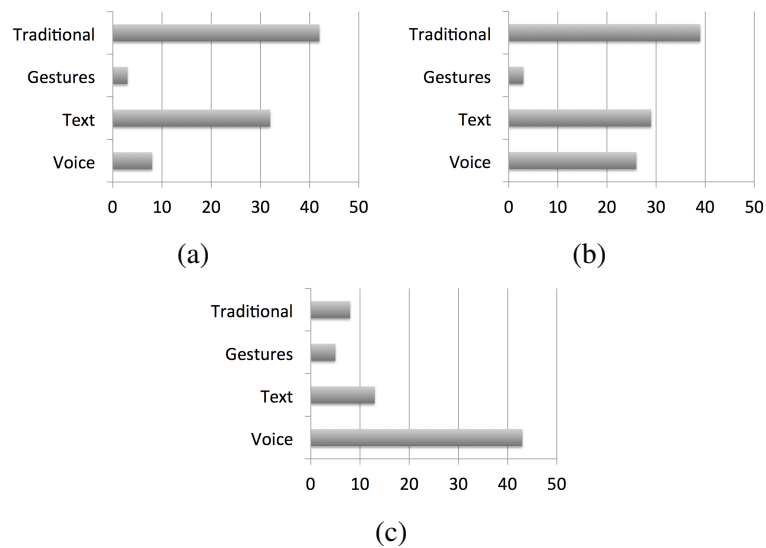 Traditional
Gestures
Text
Voice
0 10 20 30 40 50
(a)
Traditional
Gestures
Text
Voice
0 10 20 30 40 50
(b)
Traditional
Gestures
Text
Voice
0 10 20 30 40 50
(c)